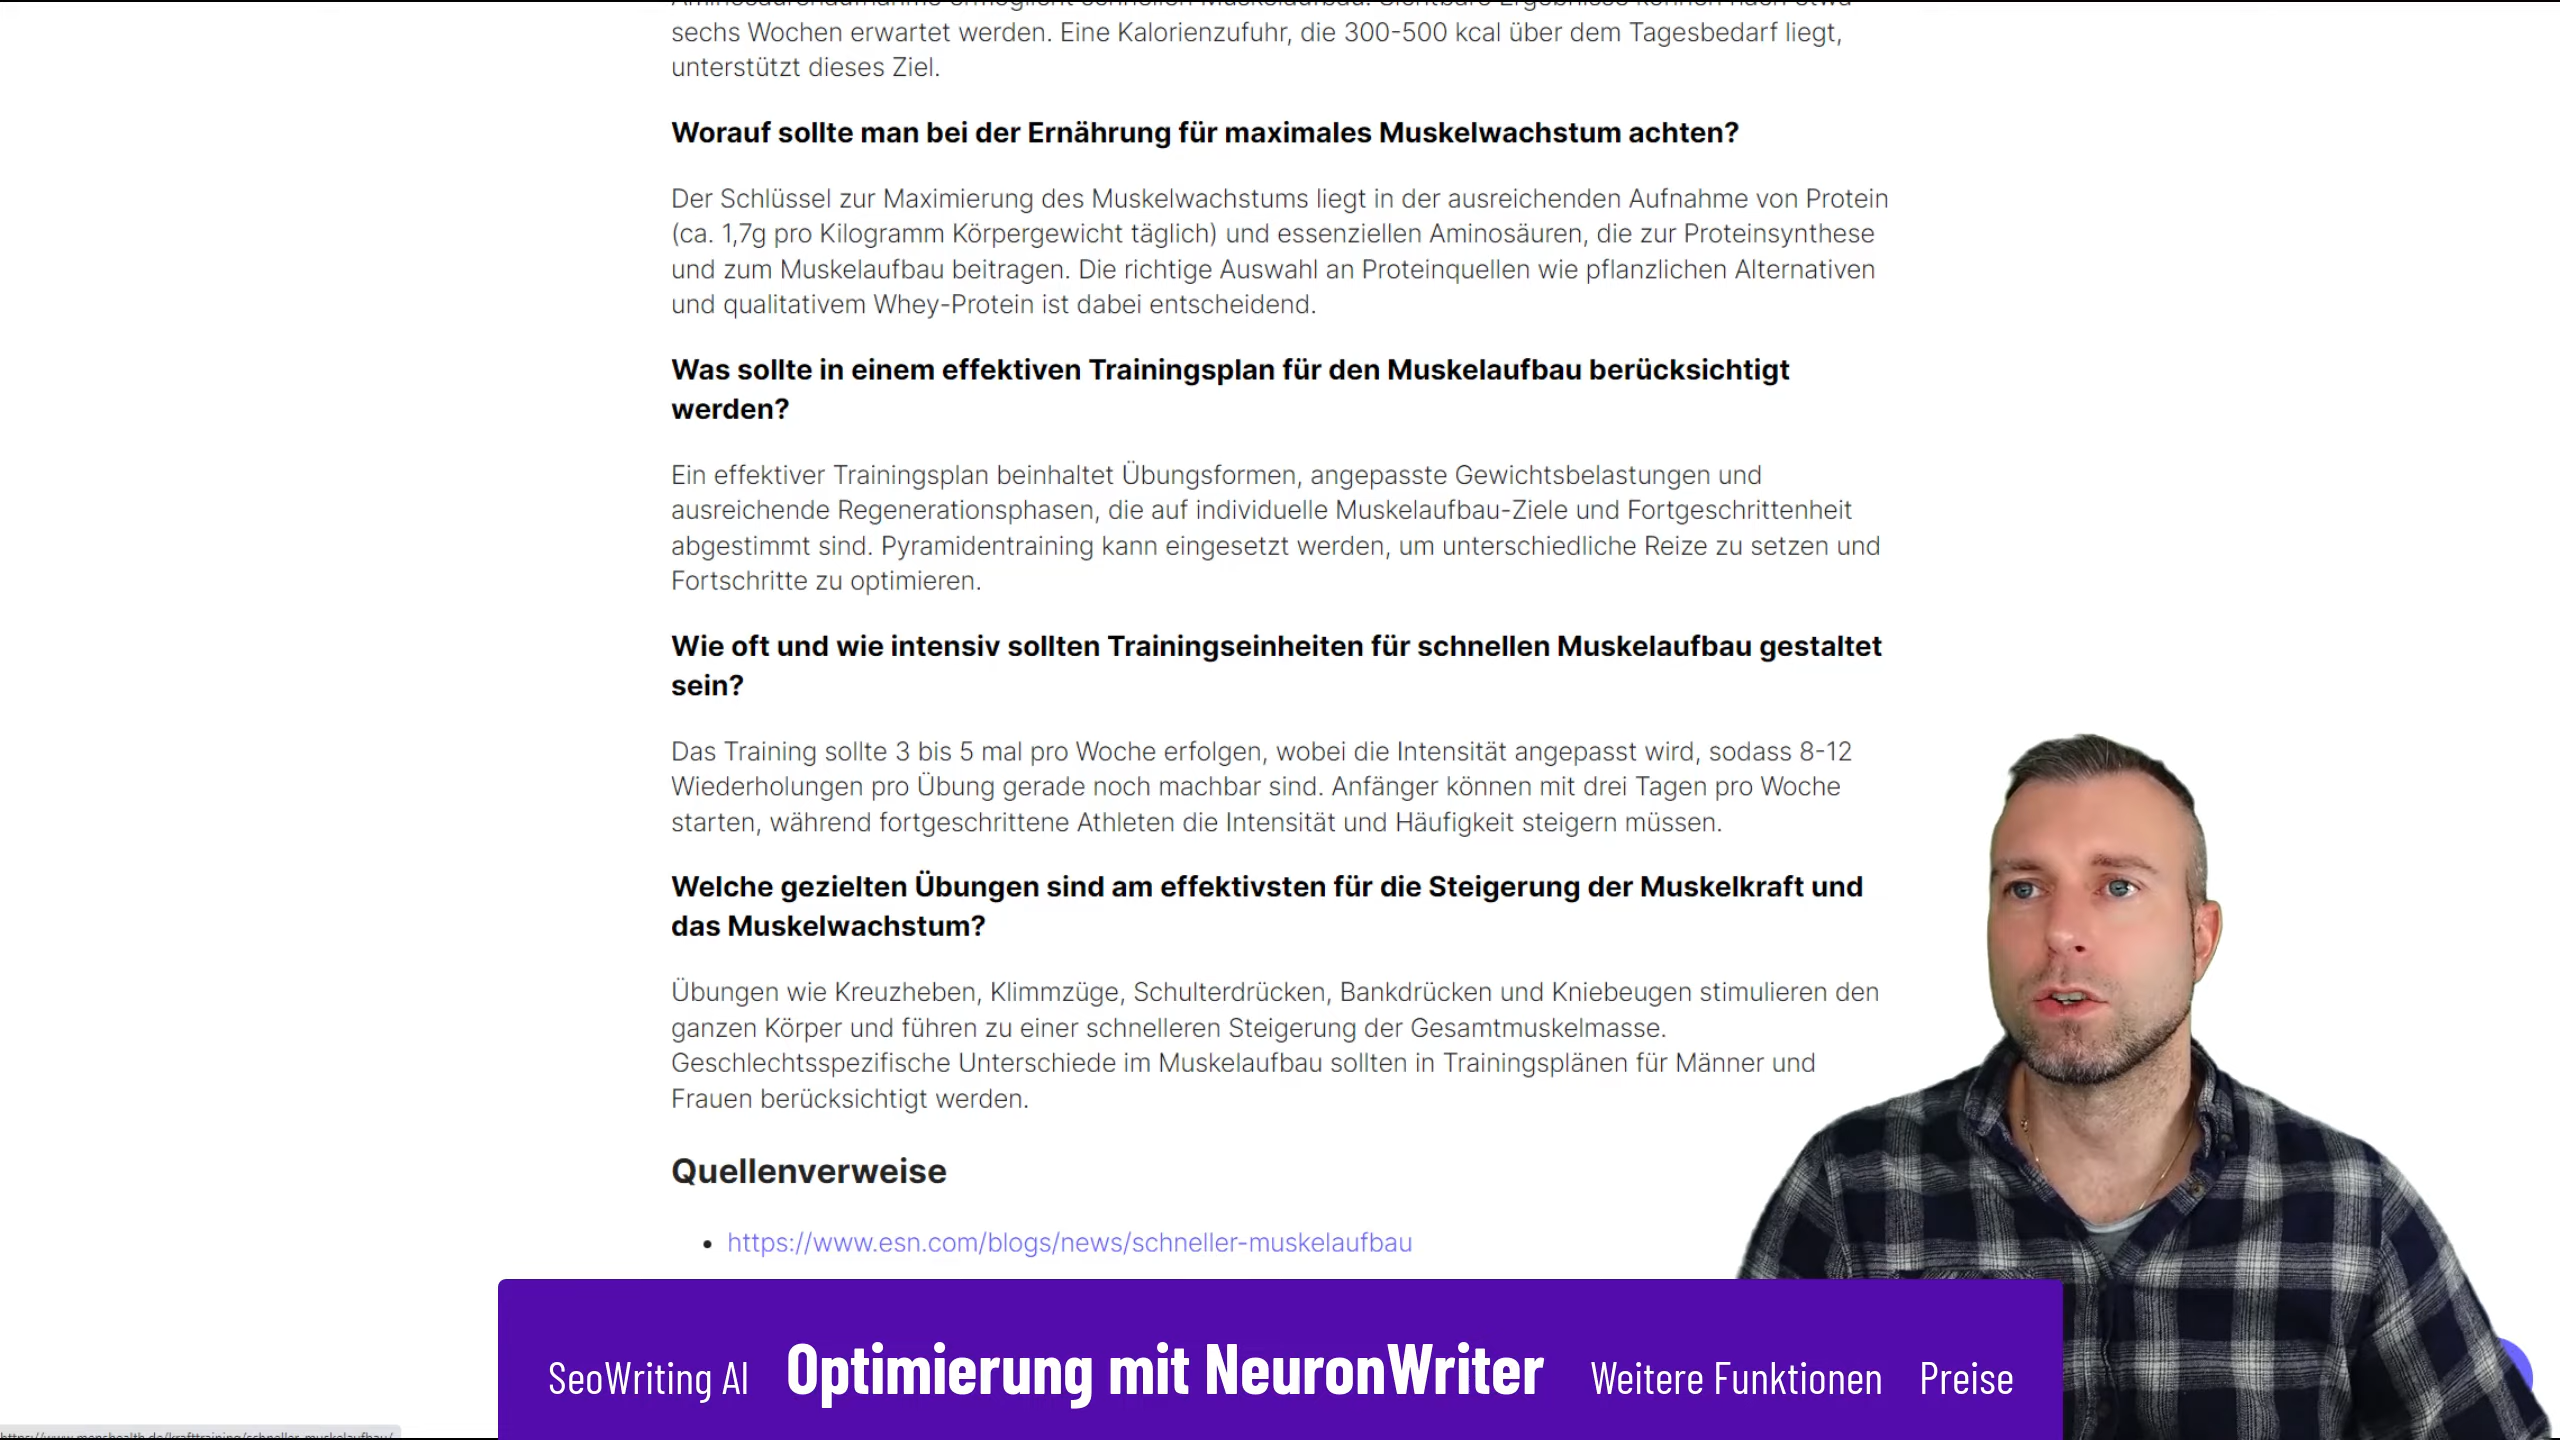 sechs Wochen erwartet werden. Eine Kalorienzufuhr, die 300-500 kcal über dem Tagesbedarf liegt,
unterstützt dieses Ziel.
Worauf sollte man bei der Ernährung für maximales Muskelwachstum achten?
Der Schlüssel zur Maximierung des Muskelwachstums liegt in der ausreichenden Aufnahme von Protein
(ca. 1,7g pro Kilogramm Körpergewicht täglich) und essenziellen Aminosäuren, die zur Proteinsynthese
und zum Muskelaufbau beitragen. Die richtige Auswahl an Proteinquellen wie pflanzlichen Alternativen
und qualitativem Whey-Protein ist dabei entscheidend.
Was sollte in einem effektiven Trainingsplan für den Muskelaufbau berücksichtigt
werden?
Ein effektiver Trainingsplan beinhaltet Übungsformen, angepasste Gewichtsbelastungen und
ausreichende Regenerationsphasen, die auf individuelle Muskelaufbau-Ziele und Fortgeschrittenheit
abgestimmt sind. Pyramidentraining kann eingesetzt werden, um unterschiedliche Reize zu setzen und
Fortschritte zu optimieren.
Wie oft und wie intensiv sollten Trainingseinheiten für schnellen Muskelaufbau gestaltet
sein?
Das Training sollte 3 bis 5 mal pro Woche erfolgen, wobei die Intensität angepasst wird, sodass 8-12
Wiederholungen pro Übung gerade noch machbar sind. Anfänger können mit drei Tagen pro Woche
starten, während fortgeschrittene Athleten die Intensität und Häufigkeit steigern müssen.
Welche gezielten Übungen sind am effektivsten für die Steigerung der Muskelkraft und
das Muskelwachstum?
Übungen wie Kreuzheben, Klimmzüge, Schulterdrücken, Bankdrücken und Kniebeugen stimulieren den
ganzen Körper und führen zu einer schnelleren Steigerung der Gesamtmuskelmasse.
Geschlechtsspezifische Unterschiede im Muskelaufbau sollten in Trainingsplänen für Männer und
Frauen berücksichtigt werden.
Quellenverweise
• https://www.esn.com/blogs/news/schneller-muskelaufbau
SeoWriting AI Optimierung mit NeuronWriter Weitere Funktionen Preise